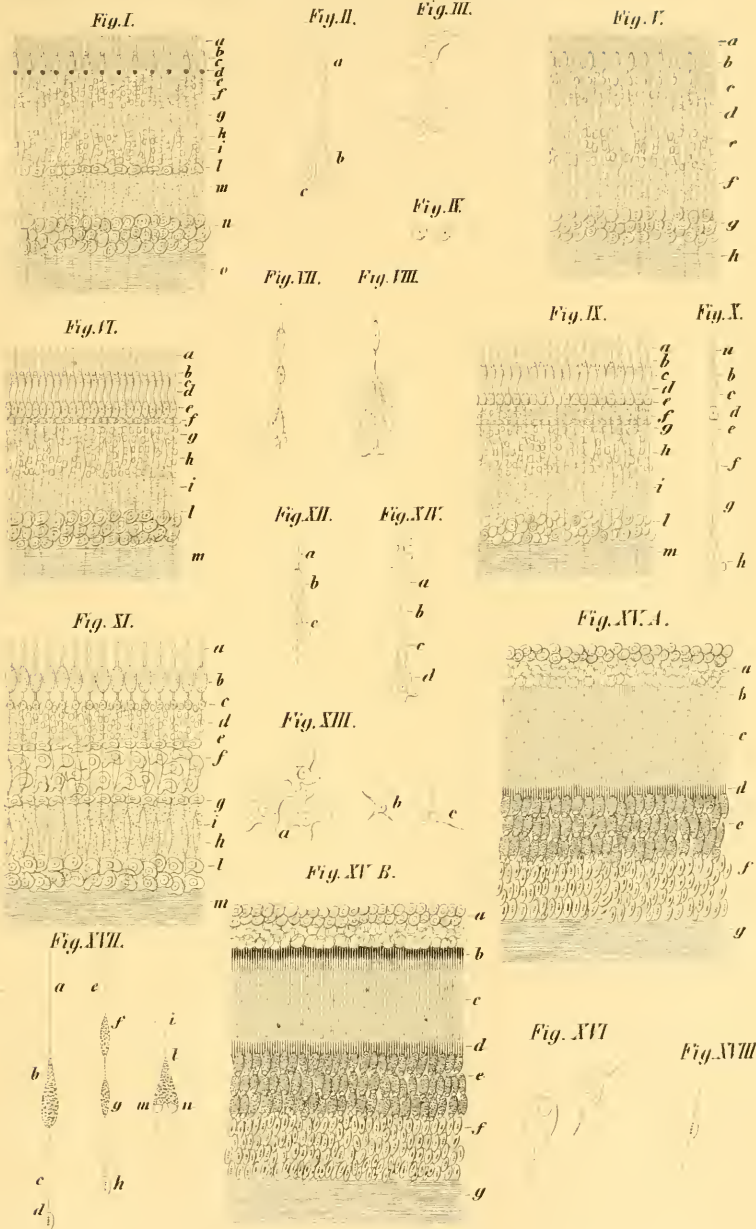 Fig. I.
a
b
c
d
e
f
g
h
i
l
m
n
o
Fig. II.
a
b
c
Fig. III.
Fig. IV.
Fig. V.
a
b
c
d
e
f
g
h
Fig. VI.
a
b
c
d
e
f
g
h
i
l
m
Fig. VII.
Fig. VIII.
Fig. IX.
a
b
c
d
e
f
g
h
i
l
m
Fig. X.
a
b
c
d
e
f
g
h
Fig. XI.
a
b
c
d
e
f
g
i
h
l
m
Fig. XII.
a
b
c
Fig. XIV.
a
b
c
d
Fig. XIII.
a
b
c
Fig. XV. A.
a
b
c
d
e
f
g
Fig. XV B.
a
b
c
d
e
f
g
Fig. XVI
Fig. XVII.
a
b
c
d
e
f
g
h
i
l
m n
Fig. XVIII